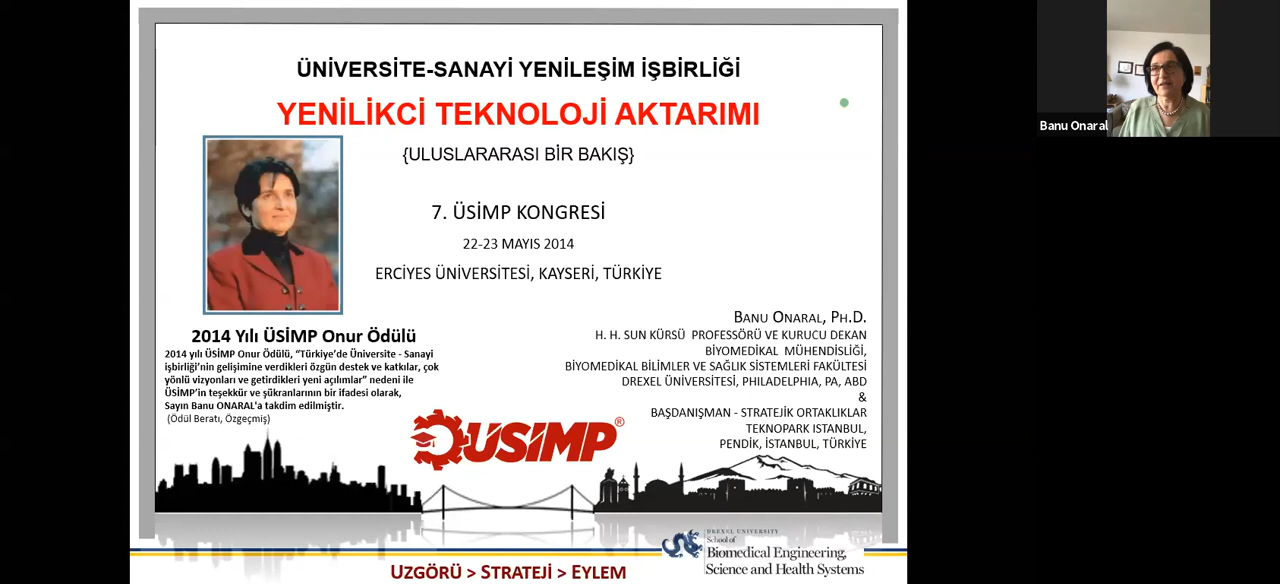 ÜNİVERSİTE-SANAYİ YENİLEŞİM İŞBİRLİĞİ
YENİLİKCİ TEKNOLOJİ AKTARIMI
{ULUSLARARASI BİR BAKIŞ}
7. ÜSİMP KONGRESİ
22-23 MAYIS 2014
ERCİYES ÜNİVERSİTESİ, KAYSERİ, TÜRKİYE
2014 Yılı ÜSİMP Onur Ödülü
2014 yılı ÜSİMP Onur Ödülü, “Türkiye’de Üniversite - Sanayi
işbirliği’nin gelişimine verdikleri özgün destek ve katkılar, çok
yönlü vizyonları ve getirdikleri yeni açılımlar” nedeni ile
ÜSİMP’in teşekkür ve şükranlarının bir ifadesi olarak,
Sayın Banu ONARAL'a takdim edilmiştir.
(Ödül Beratı, Özgeçmiş)
BANU ONARAL, PH.D.
H. H. SUN KÜRSÜ PROFESSÖRÜ VE KURUCU DEKAN
BİYOMEDİKAL MÜHENDİSLİĞİ,
BİYOMEDİKAL BİLİMLER VE SAĞLIK SİSTEMLERİ FAKÜLTESİ
DREXEL ÜNİVERSİTESİ, PHILADELPHIA, PA, ABD
&
BAŞDANIŞMAN - STRATEJİK ORTAKLIKLAR
TEKNOPARK ISTANBUL,
PENDİK, İSTANBUL, TÜRKİYE
ÜSİMP®
DREXEL UNIVERSITY
School of
Biomedical Engineering,
Science and Health Systems
UZGÖRÜ > STRATEJİ > EYLEM
Banu Onaral